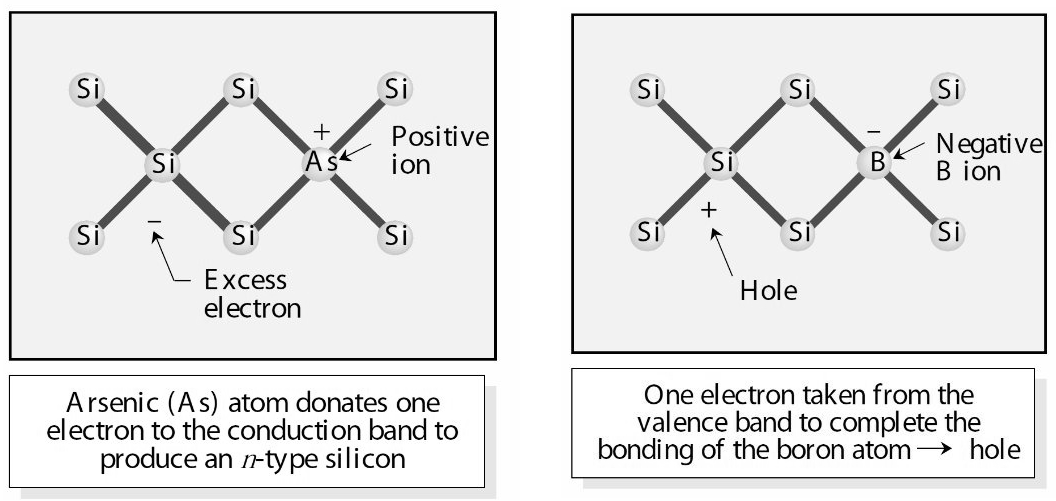 Si Si Si
+
Positive
ion
Si As
−
Si Si Si
Excess
electron
Arsenic (As) atom donates one
electron to the conduction band to
produce an n-type silicon
Si Si Si
−
Negative
B ion
Si B
+
Si Si Si
Hole
One electron taken from the
valence band to complete the
bonding of the boron atom → hole